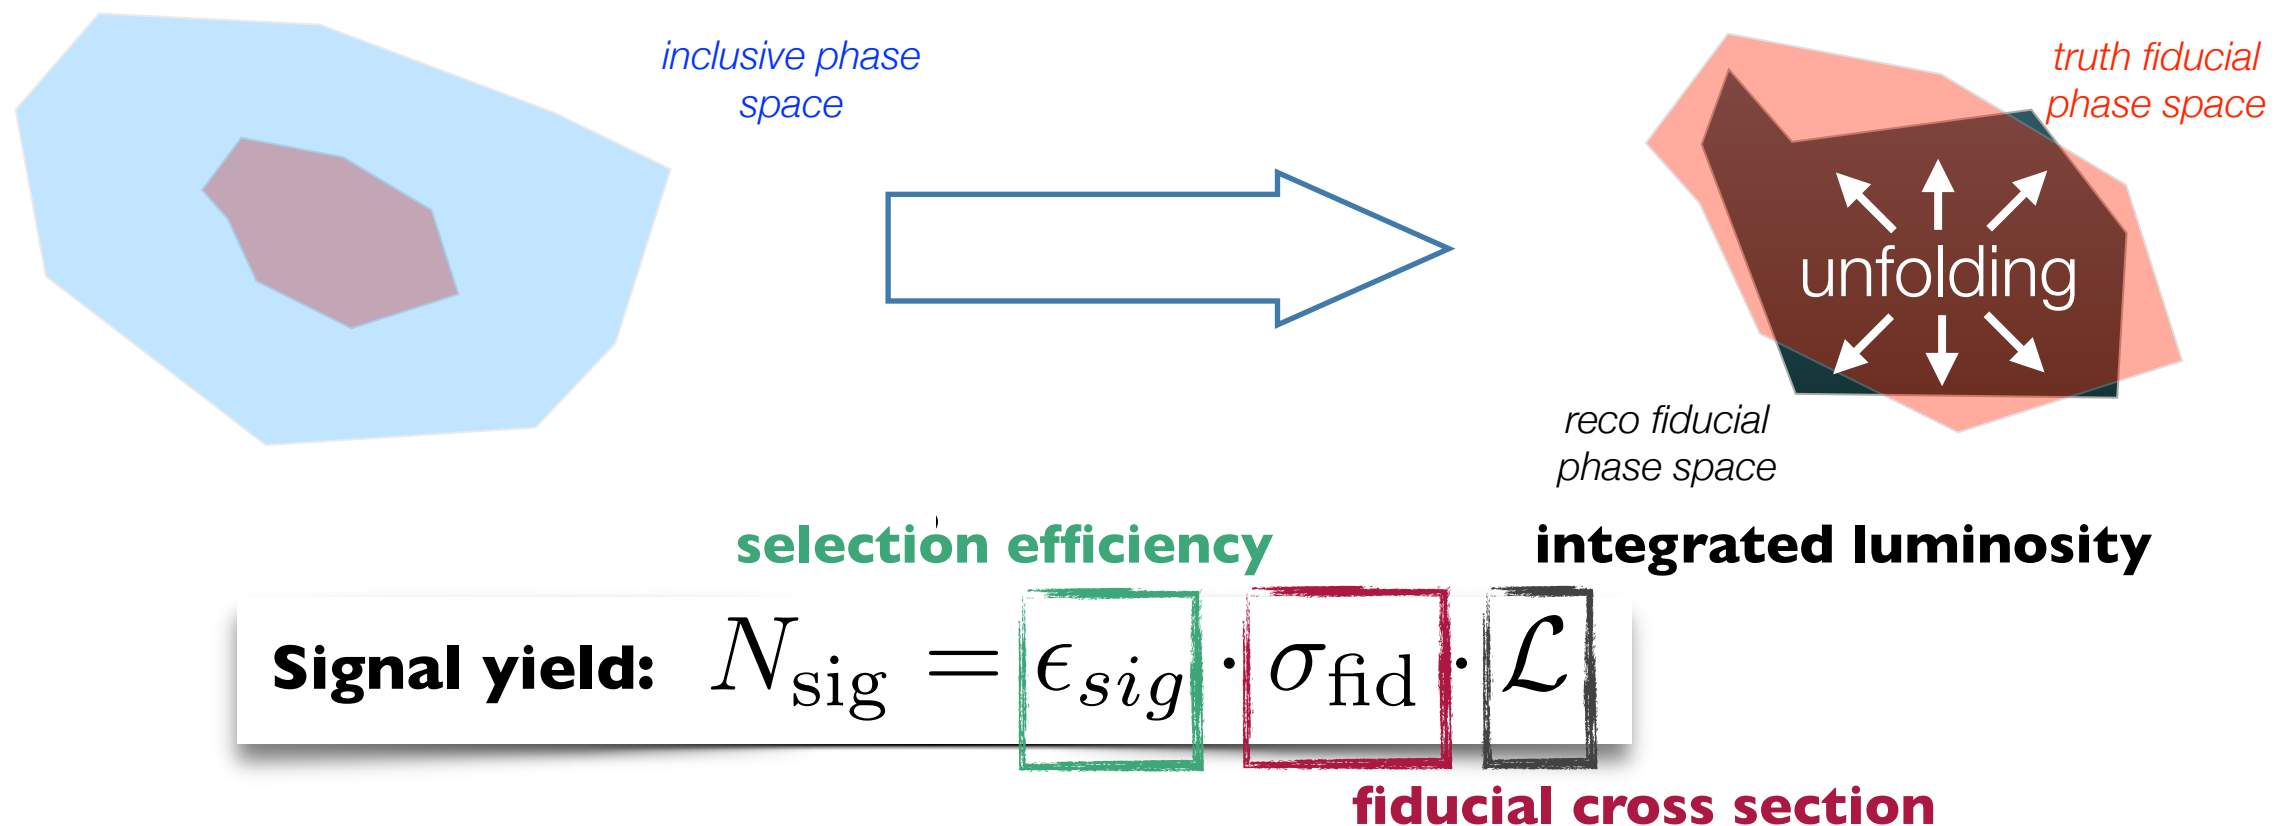 inclusive phase
space
truth fiducial
phase space
unfolding
reco fiducial
phase space
selection efficiency
integrated luminosity
Signal yield: N_sig = ϵ_sig · σ_fid · ℒ
fiducial cross section